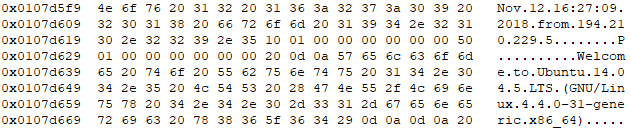 0x0107d5f9 4e 6f 76 20 31 32 20 31 36 3a 32 37 3a 30 39 20 Nov.12.16:27:09.
0x0107d609 32 30 31 38 20 66 72 6f 6d 20 31 39 34 2e 32 31 2018.from.194.21
0x0107d619 30 2e 32 32 39 2e 35 10 01 00 00 00 00 00 00 50 0.229.5........P
0x0107d629 01 00 00 00 00 00 00 20 0d 0a 57 65 6c 63 6f 6d ..........Welcom
0x0107d639 65 20 74 6f 20 55 62 75 6e 74 75 20 31 34 2e 30 e.to.Ubuntu.14.0
0x0107d649 34 2e 35 20 4c 54 53 20 28 47 4e 55 2f 4c 69 6e 4.5.LTS.(GNU/Lin
0x0107d659 75 78 20 34 2e 34 2e 30 2d 33 31 2d 67 65 6e 65 ux.4.4.0-31-gene
0x0107d669 72 69 63 20 78 38 36 5f 36 34 29 0d 0a 0d 0a 20 ric.x86_64).....